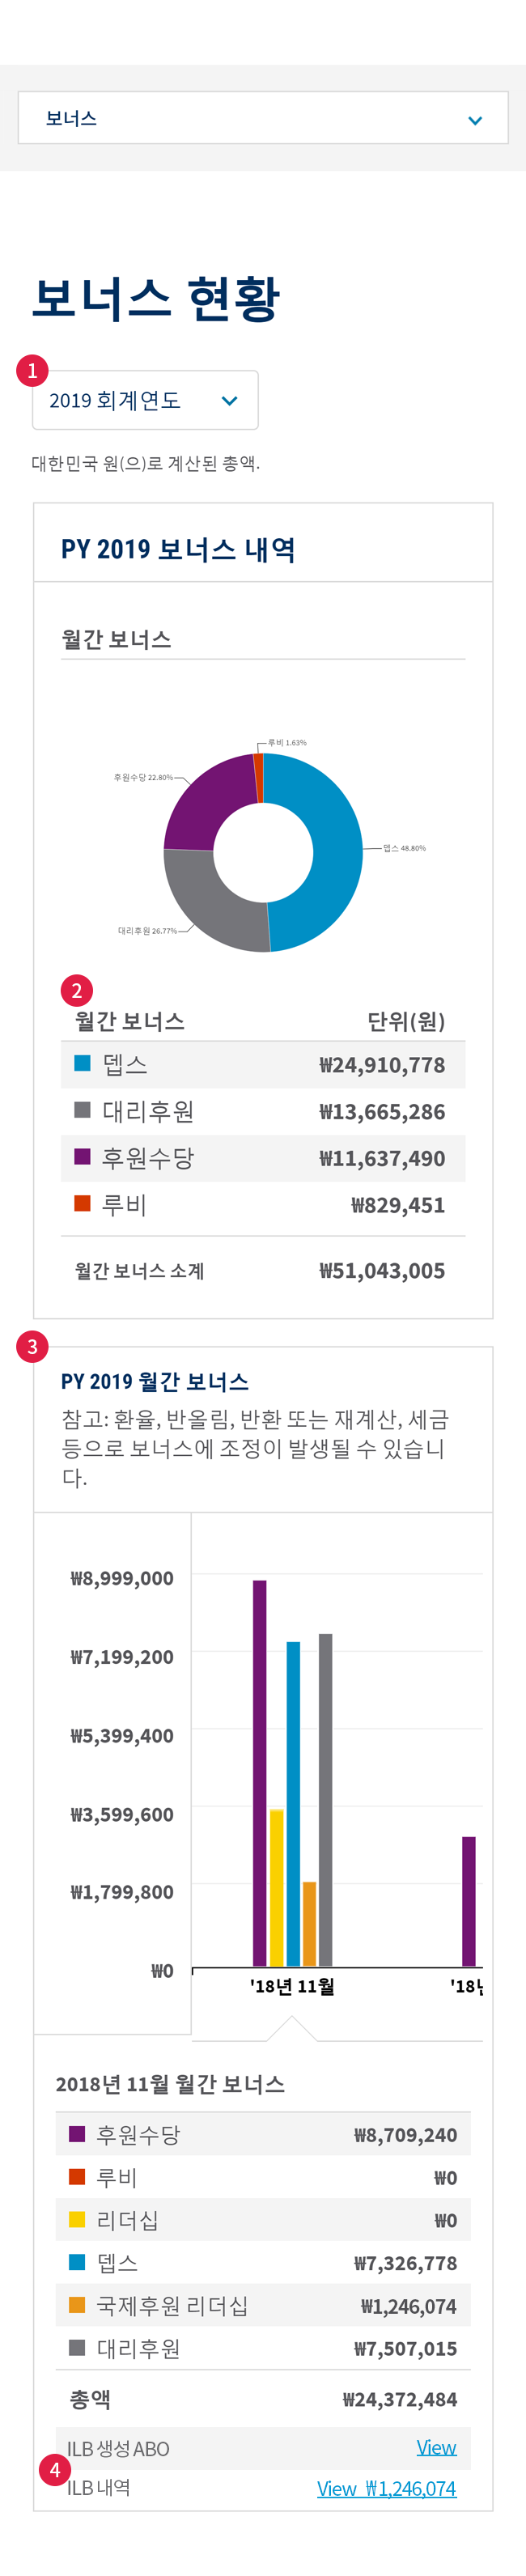 보너스
보너스 현황
1
2019 회계연도
대한민국 원(으)로 계산된 총액.
PY 2019 보너스 내역
월간 보너스
루비 1.63%
후원수당 22.80%
뎁스 48.80%
대리후원 26.77%
2
월간 보너스 단위(원)
뎁스 ₩24,910,778
대리후원 ₩13,665,286
후원수당 ₩11,637,490
루비 ₩829,451
월간 보너스 소계 ₩51,043,005
3
PY 2019 월간 보너스
참고: 환율, 반올림, 반환 또는 재계산, 세금
등으로 보너스에 조정이 발생될 수 있습니
다.
₩8,999,000
₩7,199,200
₩5,399,400
₩3,599,600
₩1,799,800
₩0
'18년 11월 '18년
2018년 11월 월간 보너스
후원수당 ₩8,709,240
루비 ₩0
리더십 ₩0
뎁스 ₩7,326,778
국제후원 리더십 ₩1,246,074
대리후원 ₩7,507,015
총액 ₩24,372,484
ILB 생성 ABO View
4
ILB 내역 View ₩1,246,074